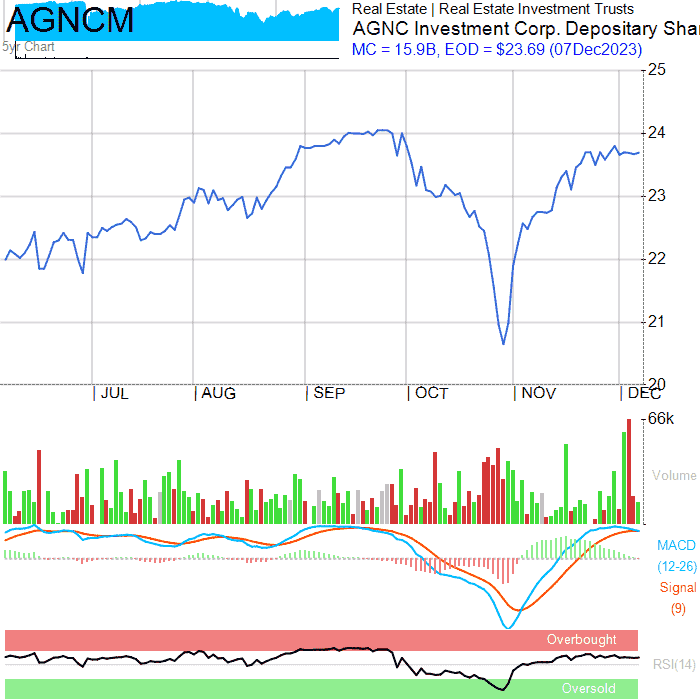 AGNCM
Real Estate | Real Estate Investment Trusts
AGNC Investment Corp. Depositary Shar
5yr Chart
MC = 15.9B, EOD = $23.69 (07Dec2023)
25
24
23
22
21
20
JUL AUG SEP OCT NOV DEC
66k
Volume
MACD
(12-26)
Signal
(9)
Overbought
RSI(14)
Oversold